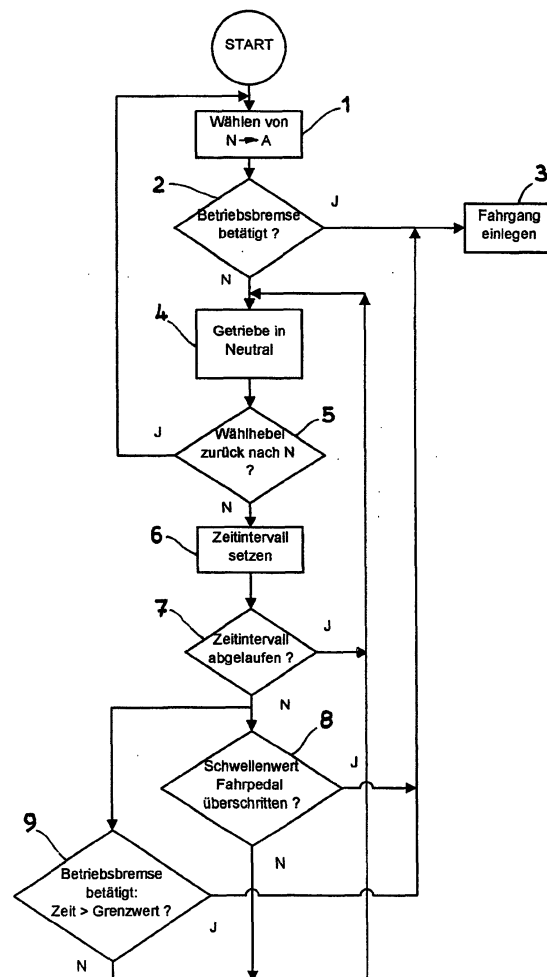 START
1
Wählen von
N → A
2
Betriebsbremse
betätigt ?
J
3
Fahrgang
einlegen
N
4
Getriebe in
Neutral
5
J
Wählhebel
zurück nach N
?
N
6
Zeitintervall
setzen
7
Zeitintervall
abgelaufen ?
J
N
8
Schwellenwert
Fahrpedal
überschritten ?
J
N
9
Betriebsbremse
betätigt:
Zeit > Grenzwert ?
J
N